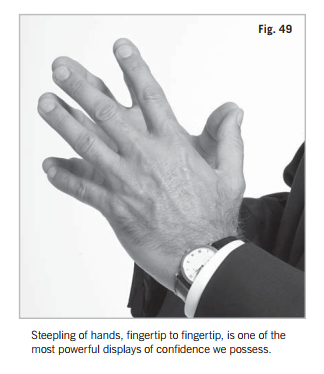 Fig. 49
Steepling of hands, fingertip to fingertip, is one of the
most powerful displays of confidence we possess.